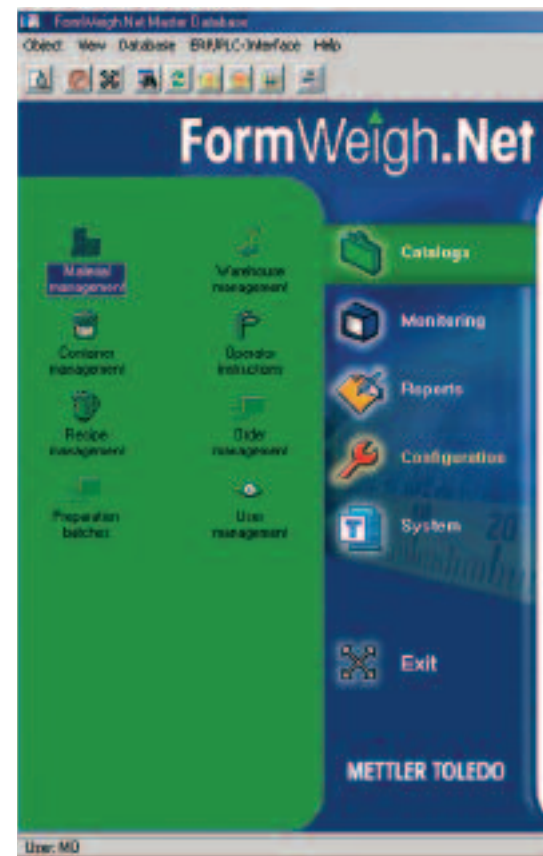 FormWeigh.Net Master Database
Object View Database ERP/PLC-Interface Help
FormWeigh.Net
Material management
Warehouse management
Container management
Operator instructions
Recipe management
Order management
Preparation batches
User management
Catalogs
Monitoring
Reports
Configuration
System
20
Exit
METTLER TOLEDO
User: MO